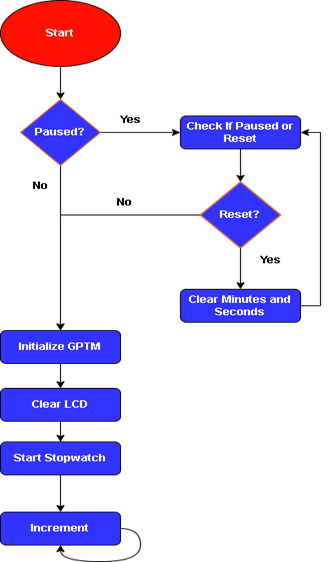 Start
Paused?
Yes
Check If Paused or
Reset
No
No
Reset?
Yes
Clear Minutes and
Seconds
Initialize GPTM
Clear LCD
Start Stopwatch
Increment